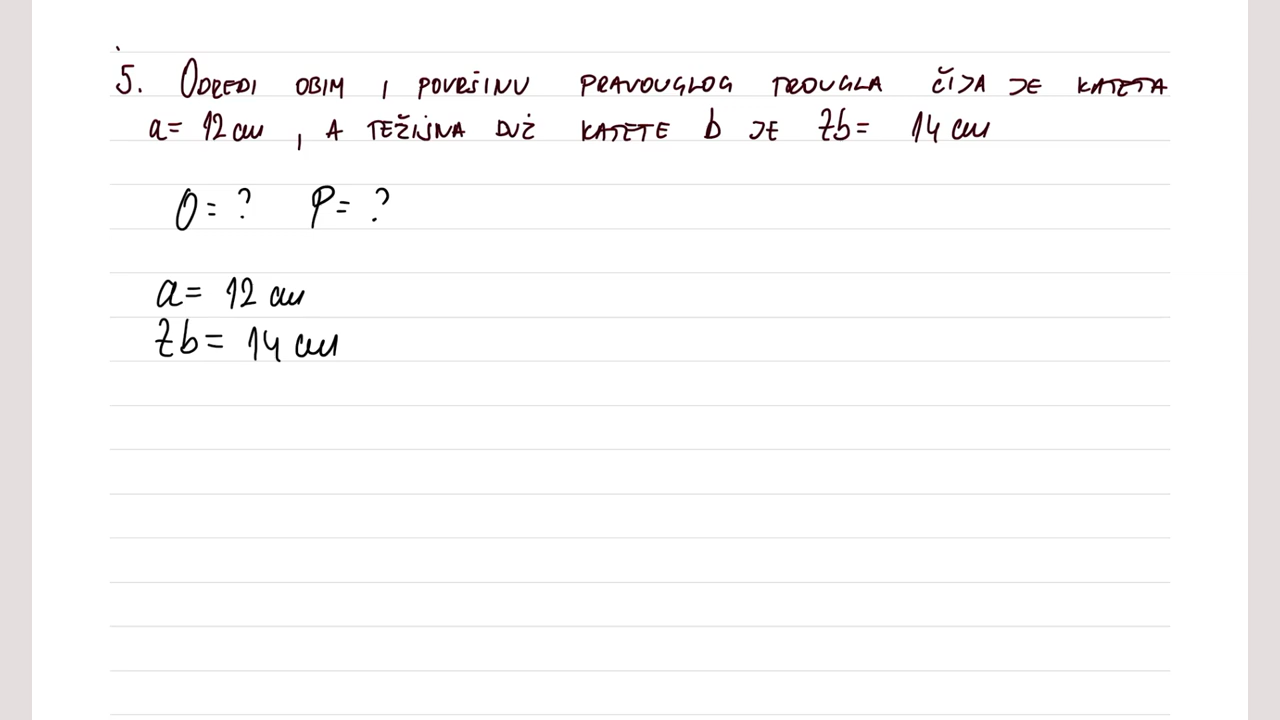 5. ODREDI OBIM I POVRŠINU PRAVOUGLOG TROUGLA ČIJA JE KATETA
a= 12 cm, A TEŽIŠNA DUŽ KATETE b JE tb= 14 cm
O= ? P= ?
a= 12 cm
tb= 14 cm